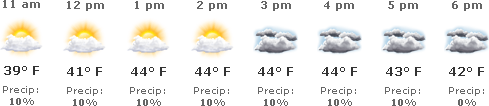 11 am 12 pm 1 pm 2 pm 3 pm 4 pm 5 pm 6 pm
39° F 41° F 44° F 44° F 44° F 44° F 43° F 42° F
Precip: Precip: Precip: Precip: Precip: Precip: Precip: Precip:
10% 10% 10% 10% 10% 10% 10% 0%